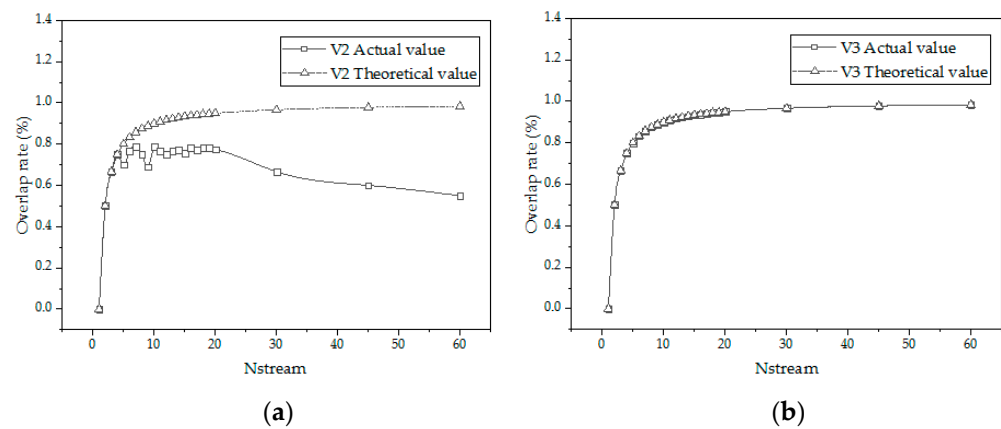 1.4
1.2
1.0
0.8
0.6
0.4
0.2
0.0
Overlap rate (%)
V2 Actual value
V2 Theoretical value
0 10 20 30 40 50 60
Nstream
(a)
1.4
1.2
1.0
0.8
0.6
0.4
0.2
0.0
Overlap rate (%)
V3 Actual value
V3 Theoretical value
0 10 20 30 40 50 60
Nstream
(b)